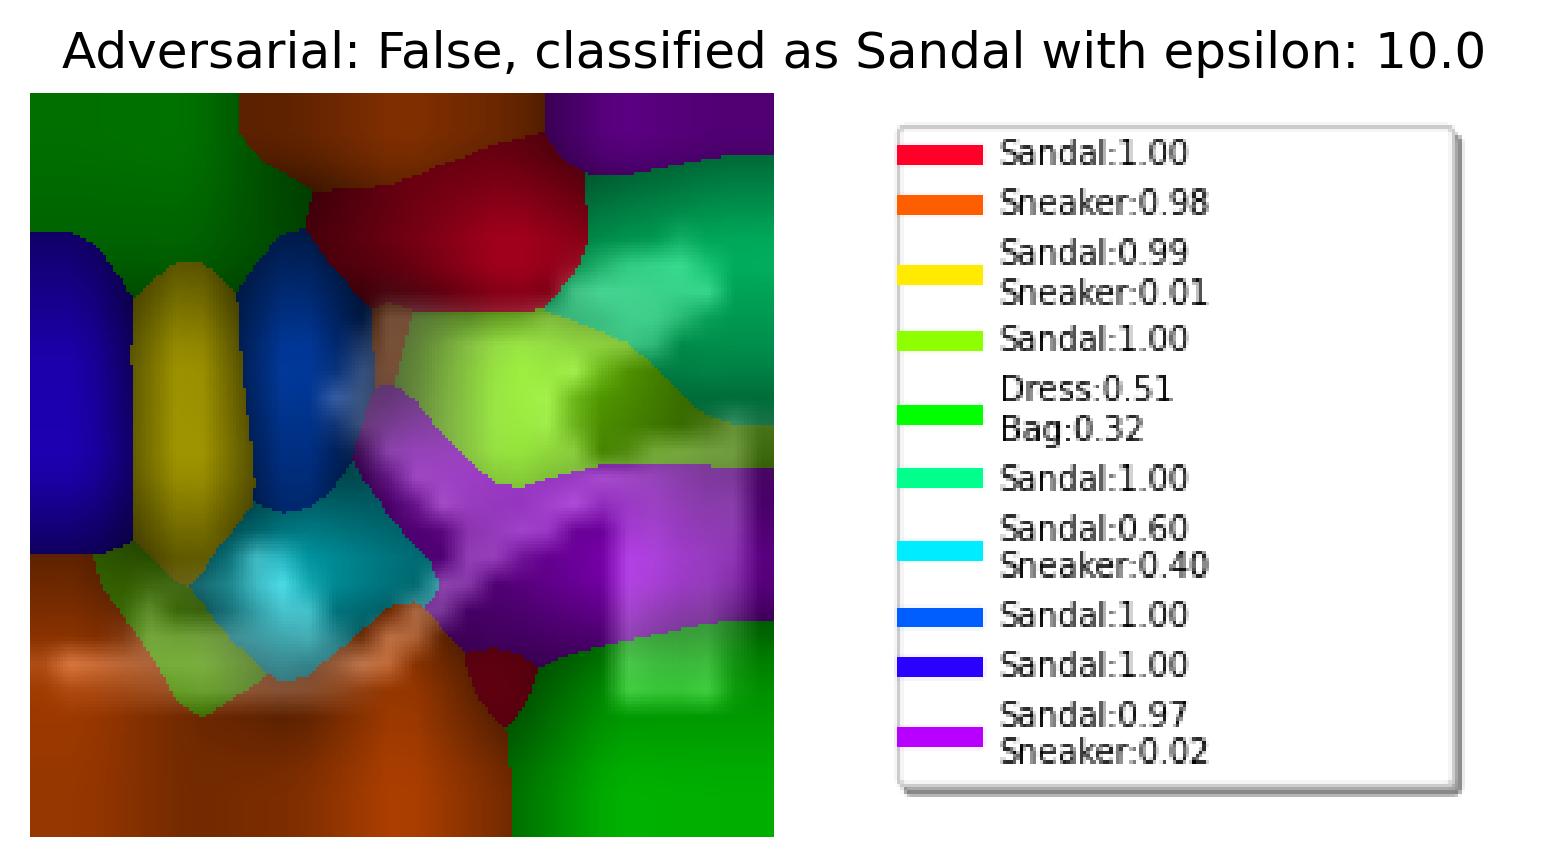 Adversarial: False, classified as Sandal with epsilon: 10.0
Sandal:1.00
Sneaker:0.98
Sandal:0.99
Sneaker:0.01
Sandal:1.00
Dress:0.51
Bag:0.32
Sandal:1.00
Sandal:0.60
Sneaker:0.40
Sandal:1.00
Sandal:1.00
Sandal:0.97
Sneaker:0.02